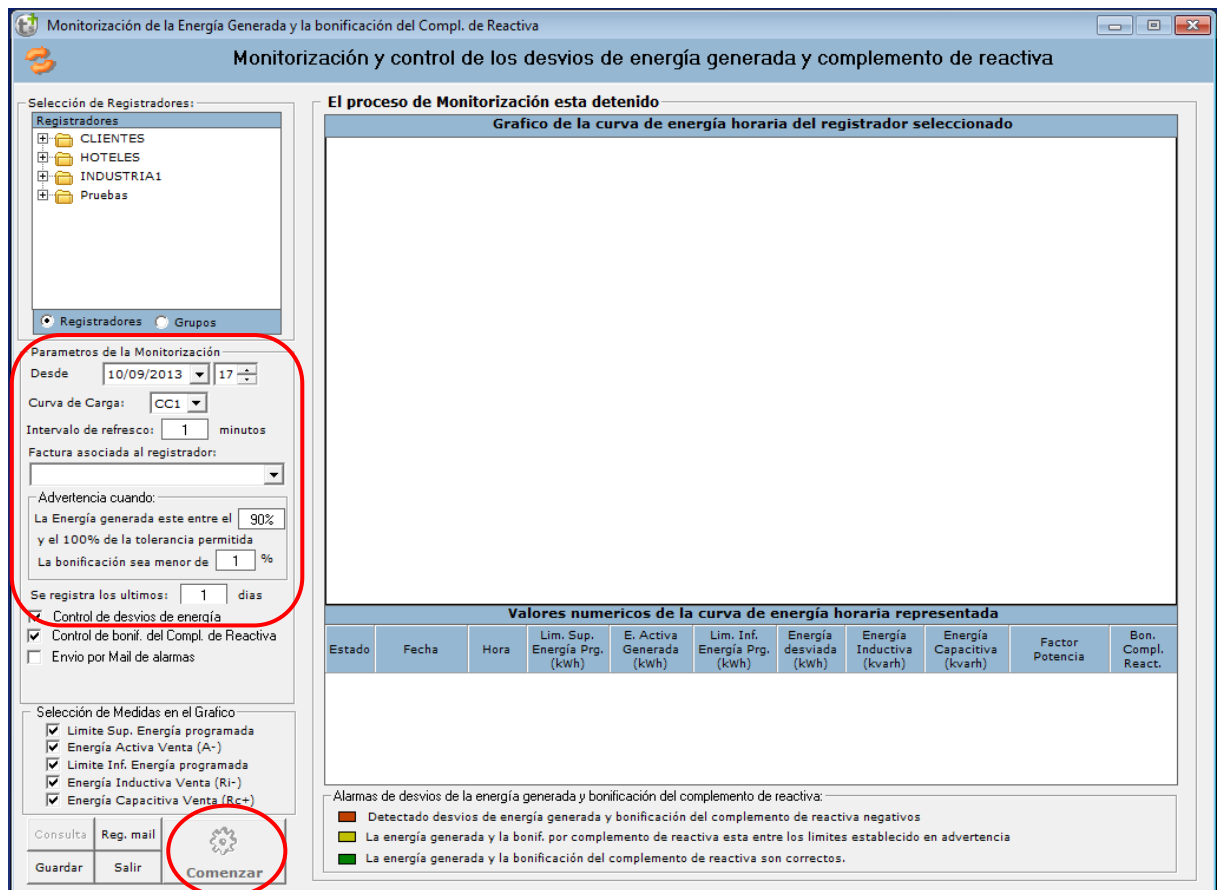 Monitorización de la Energía Generada y la bonificación del Compl. de Reactiva
Monitorización y control de los desvios de energía generada y complemento de reactiva
Selección de Registradores:
Registradores
CLIENTES
HOTELES
INDUSTRIA1
Pruebas
Registradores Grupos
Parametros de la Monitorización
Desde 10/09/2013 17
Curva de Carga: CC1
Intervalo de refresco: 1 minutos
Factura asociada al registrador:
Advertencia cuando:
La Energía generada este entre el 90%
y el 100% de la tolerancia permitida
La bonificación sea menor de 1 %
Se registra los ultimos: 1 dias
Control de desvios de energía
Control de bonif. del Compl. de Reactiva
Envio por Mail de alarmas
Selección de Medidas en el Grafico
Limite Sup. Energía programada
Energía Activa Venta (A-)
Limite Inf. Energía programada
Energía Inductiva Venta (Ri-)
Energía Capacitiva Venta (Rc+)
Consulta Reg. mail
Guardar Salir Comenzar
El proceso de Monitorización esta detenido
Grafico de la curva de energía horaria del registrador seleccionado
Valores numericos de la curva de energía horaria representada
Estado Fecha Hora Lim. Sup. Energía Prg. (kWh) E. Activa Generada (kWh) Lim. Inf. Energía Prg. (kWh) Energía desviada (kWh) Energía Inductiva (kvarh) Energía Capacitiva (kvarh) Factor Potencia Bon. Compl. React.
Alarmas de desvios de la energía generada y bonificación del complemento de reactiva:
Detectado desvios de energía generada y bonificación del complemento de reactiva negativos
La energía generada y la bonif. por complemento de reactiva esta entre los limites establecido en advertencia
La energía generada y la bonificación del complemento de reactiva son correctos.